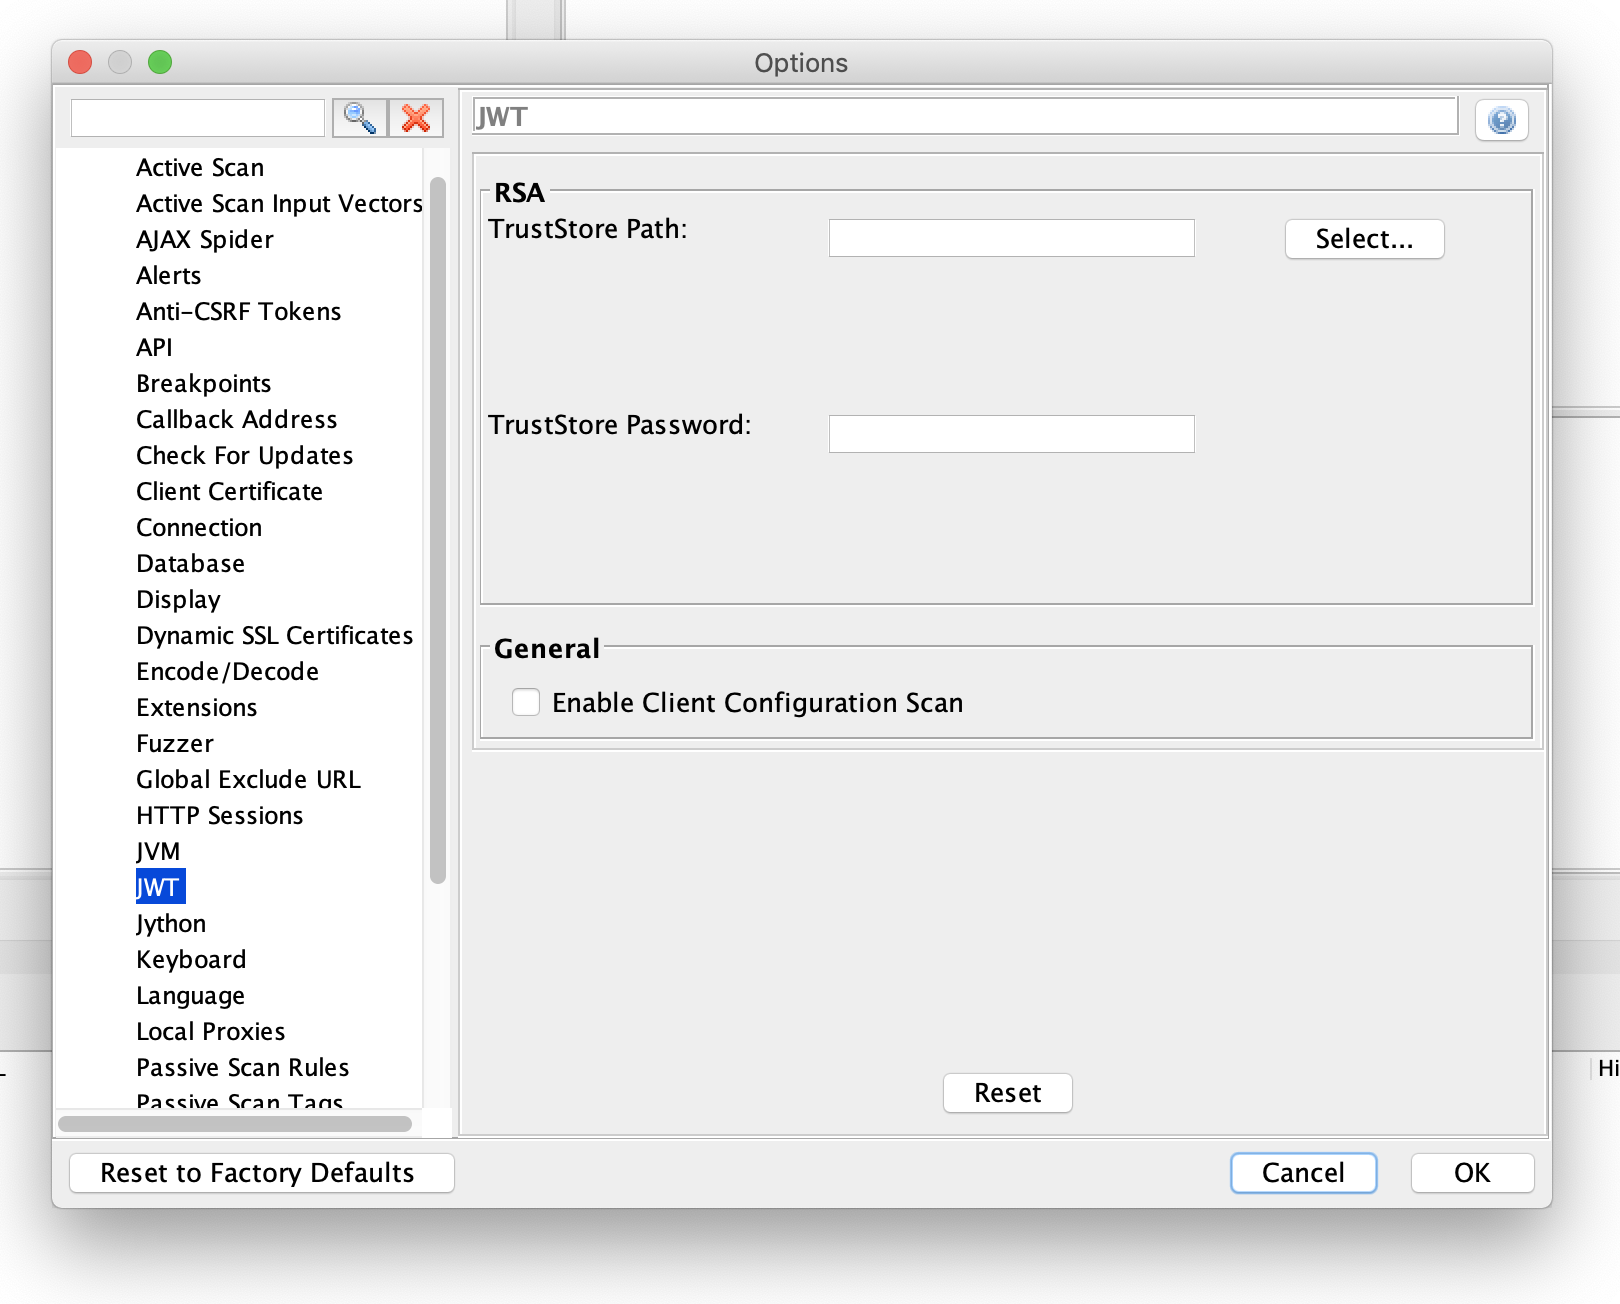 Options
JWT
Active Scan
Active Scan Input Vectors
AJAX Spider
Alerts
Anti-CSRF Tokens
API
Breakpoints
Callback Address
Check For Updates
Client Certificate
Connection
Database
Display
Dynamic SSL Certificates
Encode/Decode
Extensions
Fuzzer
Global Exclude URL
HTTP Sessions
JVM
JWT
Jython
Keyboard
Language
Local Proxies
Passive Scan Rules
Passive Scan Tags
RSA
TrustStore Path:
Select...
TrustStore Password:
General
Enable Client Configuration Scan
Reset
Reset to Factory Defaults
Cancel
OK
Hi